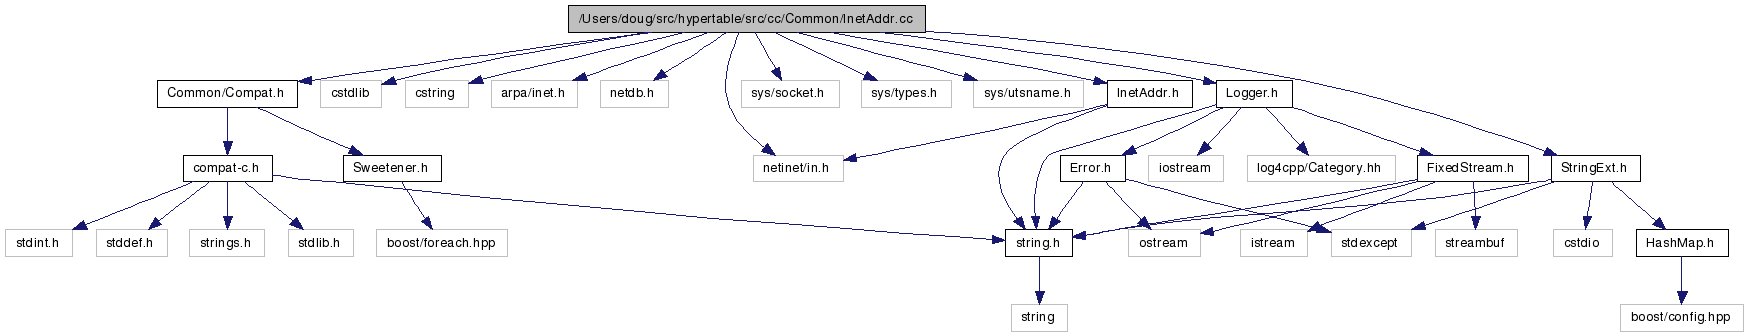 /Users/doug/src/hypertable/src/cc/Common/InetAddr.cc
Common/Compat.h
cstdlib
cstring
arpa/inet.h
netdb.h
sys/socket.h
sys/types.h
sys/utsname.h
InetAddr.h
Logger.h
compat-c.h
Sweetener.h
netinet/in.h
Error.h
iostream
log4cpp/Category.hh
FixedStream.h
StringExt.h
stdint.h
stddef.h
strings.h
stdlib.h
boost/foreach.hpp
string.h
ostream
istream
stdexcept
streambuf
cstdio
HashMap.h
string
boost/config.hpp